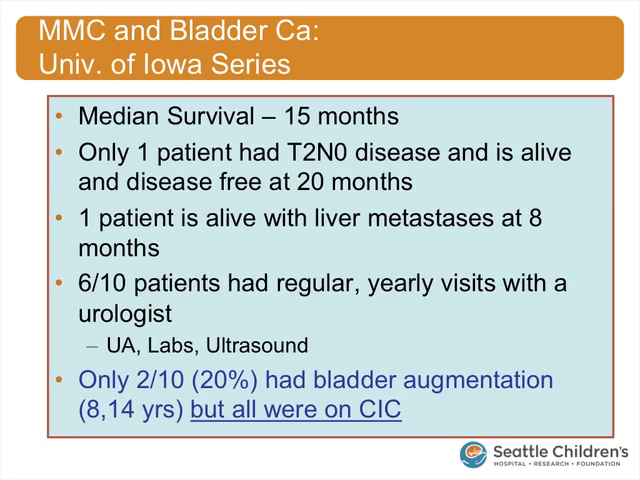 MMC and Bladder Ca:
Univ. of Iowa Series
• Median Survival – 15 months
• Only 1 patient had T2N0 disease and is alive
and disease free at 20 months
• 1 patient is alive with liver metastases at 8
months
• 6/10 patients had regular, yearly visits with a
urologist
– UA, Labs, Ultrasound
• Only 2/10 (20%) had bladder augmentation
(8,14 yrs) but all were on CIC
Seattle Children's
HOSPITAL • RESEARCH • FOUNDATION